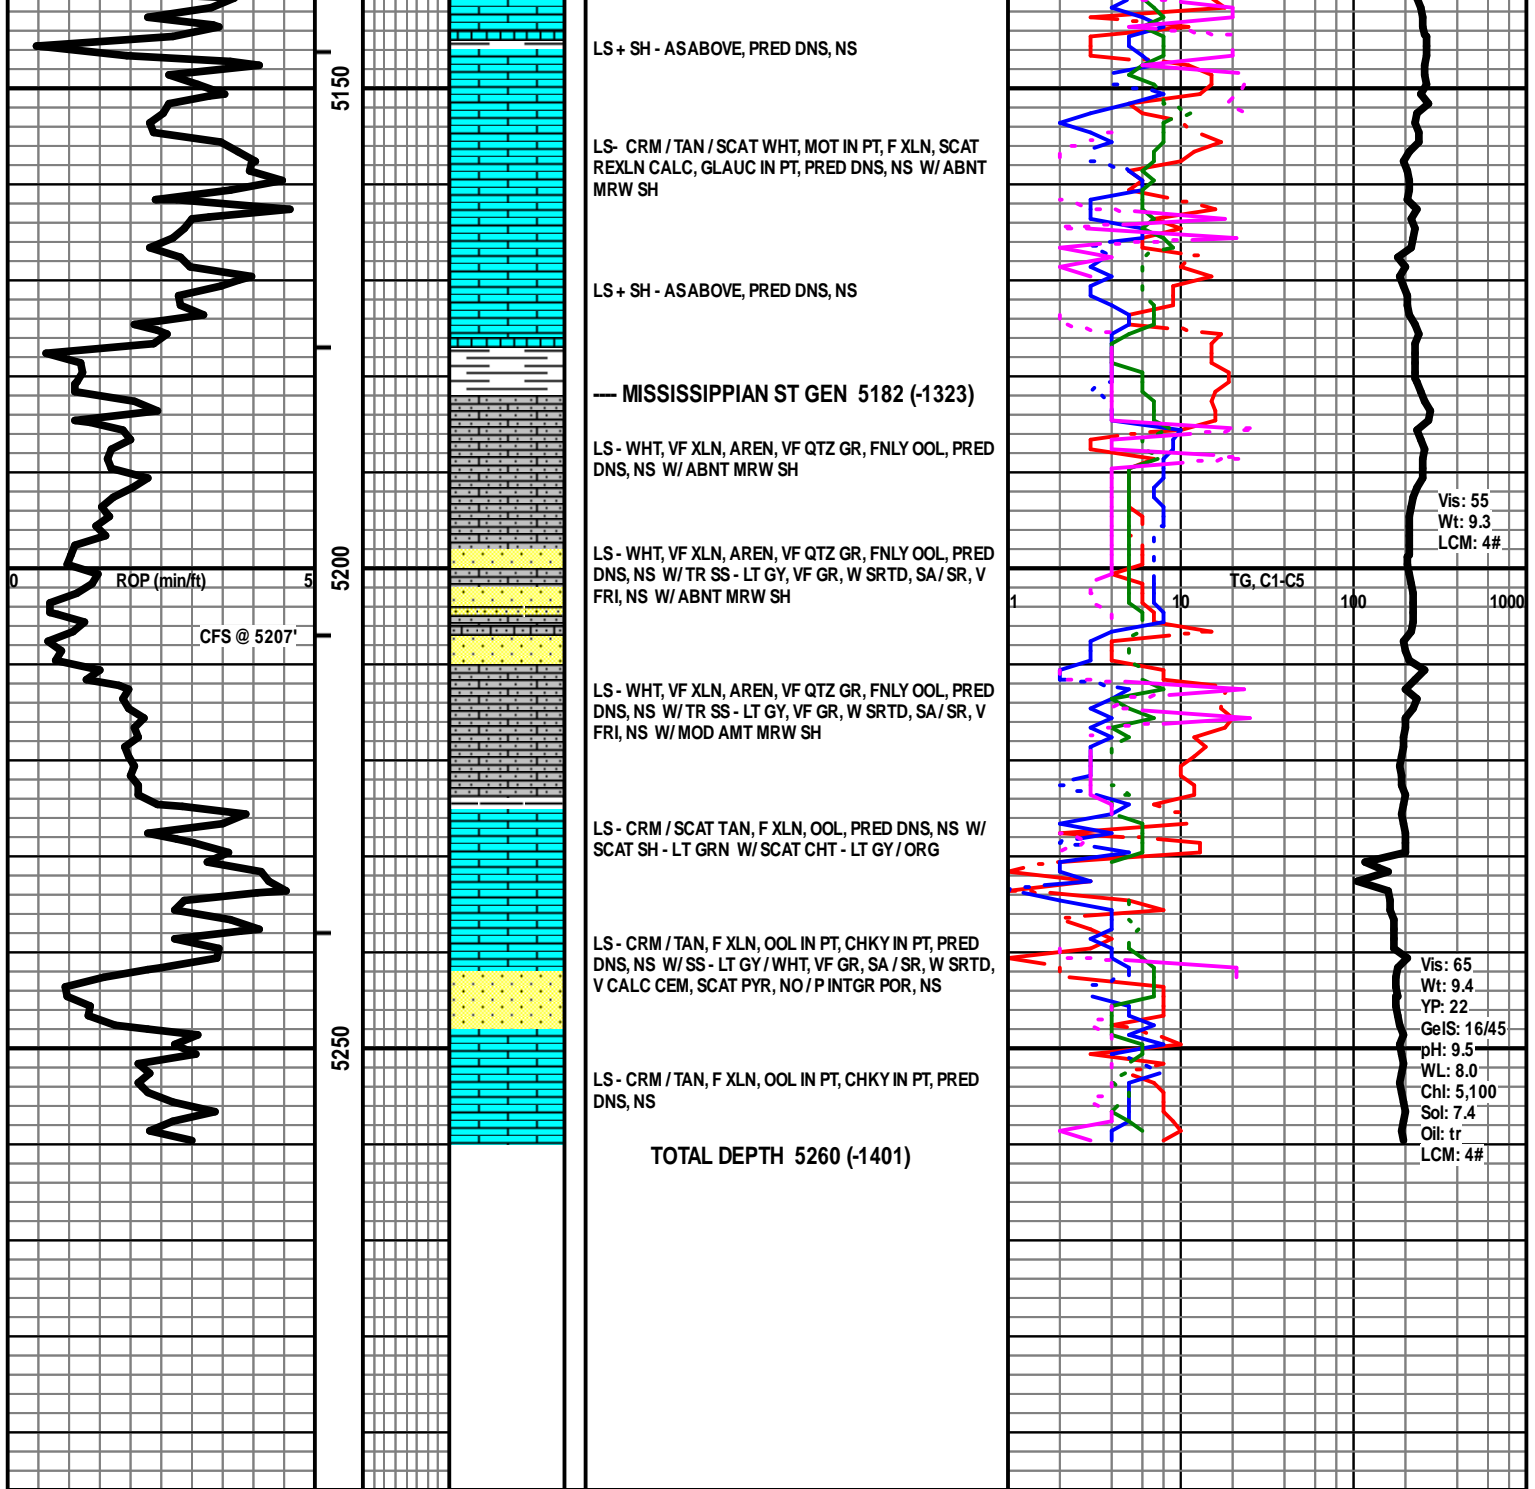 LS + SH - AS ABOVE, PRED DNS, NS
5150
LS - CRM / TAN / SCAT WHT, MOT IN PT, F XLN, SCAT
REXLN CALC, GLAUC IN PT, PRED DNS, NS W/ ABNT
MRW SH
LS + SH - AS ABOVE, PRED DNS, NS
---- MISSISSIPPIAN ST GEN 5182 (-1323)
LS - WHT, VF XLN, AREN, VF QTZ GR, FNLY OOL, PRED
DNS, NS W/ ABNT MRW SH
Vis: 55
Wt: 9.3
LCM: 4#
LS - WHT, VF XLN, AREN, VF QTZ GR, FNLY OOL, PRED
DNS, NS W/ TR SS - LT GY, VF GR, W SRTD, SA / SR, V
FRI, NS W/ ABNT MRW SH
0 ROP (min/ft) 5
5200
TG, C1-C5
1 10 100 1000
CFS @ 5207'
LS - WHT, VF XLN, AREN, VF QTZ GR, FNLY OOL, PRED
DNS, NS W/ TR SS - LT GY, VF GR, W SRTD, SA / SR, V
FRI, NS W/ MOD AMT MRW SH
LS - CRM / SCAT TAN, F XLN, OOL, PRED DNS, NS W/
SCAT SH - LT GRN W/ SCAT CHT - LT GY / ORG
LS - CRM / TAN, F XLN, OOL IN PT, CHKY IN PT, PRED
DNS, NS W/ SS - LT GY / WHT, VF GR, SA / SR, W SRTD,
V CALC CEM, SCAT PYR, NO / P INTGR POR, NS
Vis: 65
Wt: 9.4
YP: 22
GelS: 16/45
pH: 9.5
WL: 8.0
Chl: 5,100
Sol: 7.4
Oil: tr
LCM: 4#
5250
LS - CRM / TAN, F XLN, OOL IN PT, CHKY IN PT, PRED
DNS, NS
TOTAL DEPTH 5260 (-1401)